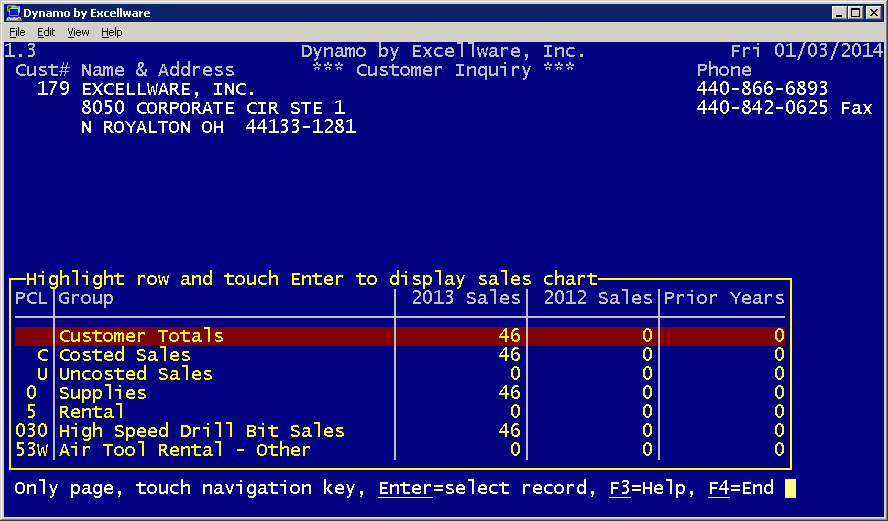 Dynamo by Excellware
File Edit View Help
1.3 Dynamo by Excellware, Inc. Fri 01/03/2014
Cust# Name & Address *** Customer Inquiry *** Phone
179 EXCELLWARE, INC. 440-866-6893
8050 CORPORATE CIR STE 1 440-842-0625 Fax
N ROYALTON OH 44133-1281
Highlight row and touch Enter to display sales chart
PCL Group 2013 Sales 2012 Sales Prior Years
Customer Totals 46 0 0
C Costed Sales 46 0 0
U Uncosted Sales 0 0 0
0 Supplies 46 0 0
5 Rental 0 0 0
030 High Speed Drill Bit Sales 46 0 0
53W Air Tool Rental - Other 0 0 0
Only page, touch navigation key, Enter=select record, F3=Help, F4=End